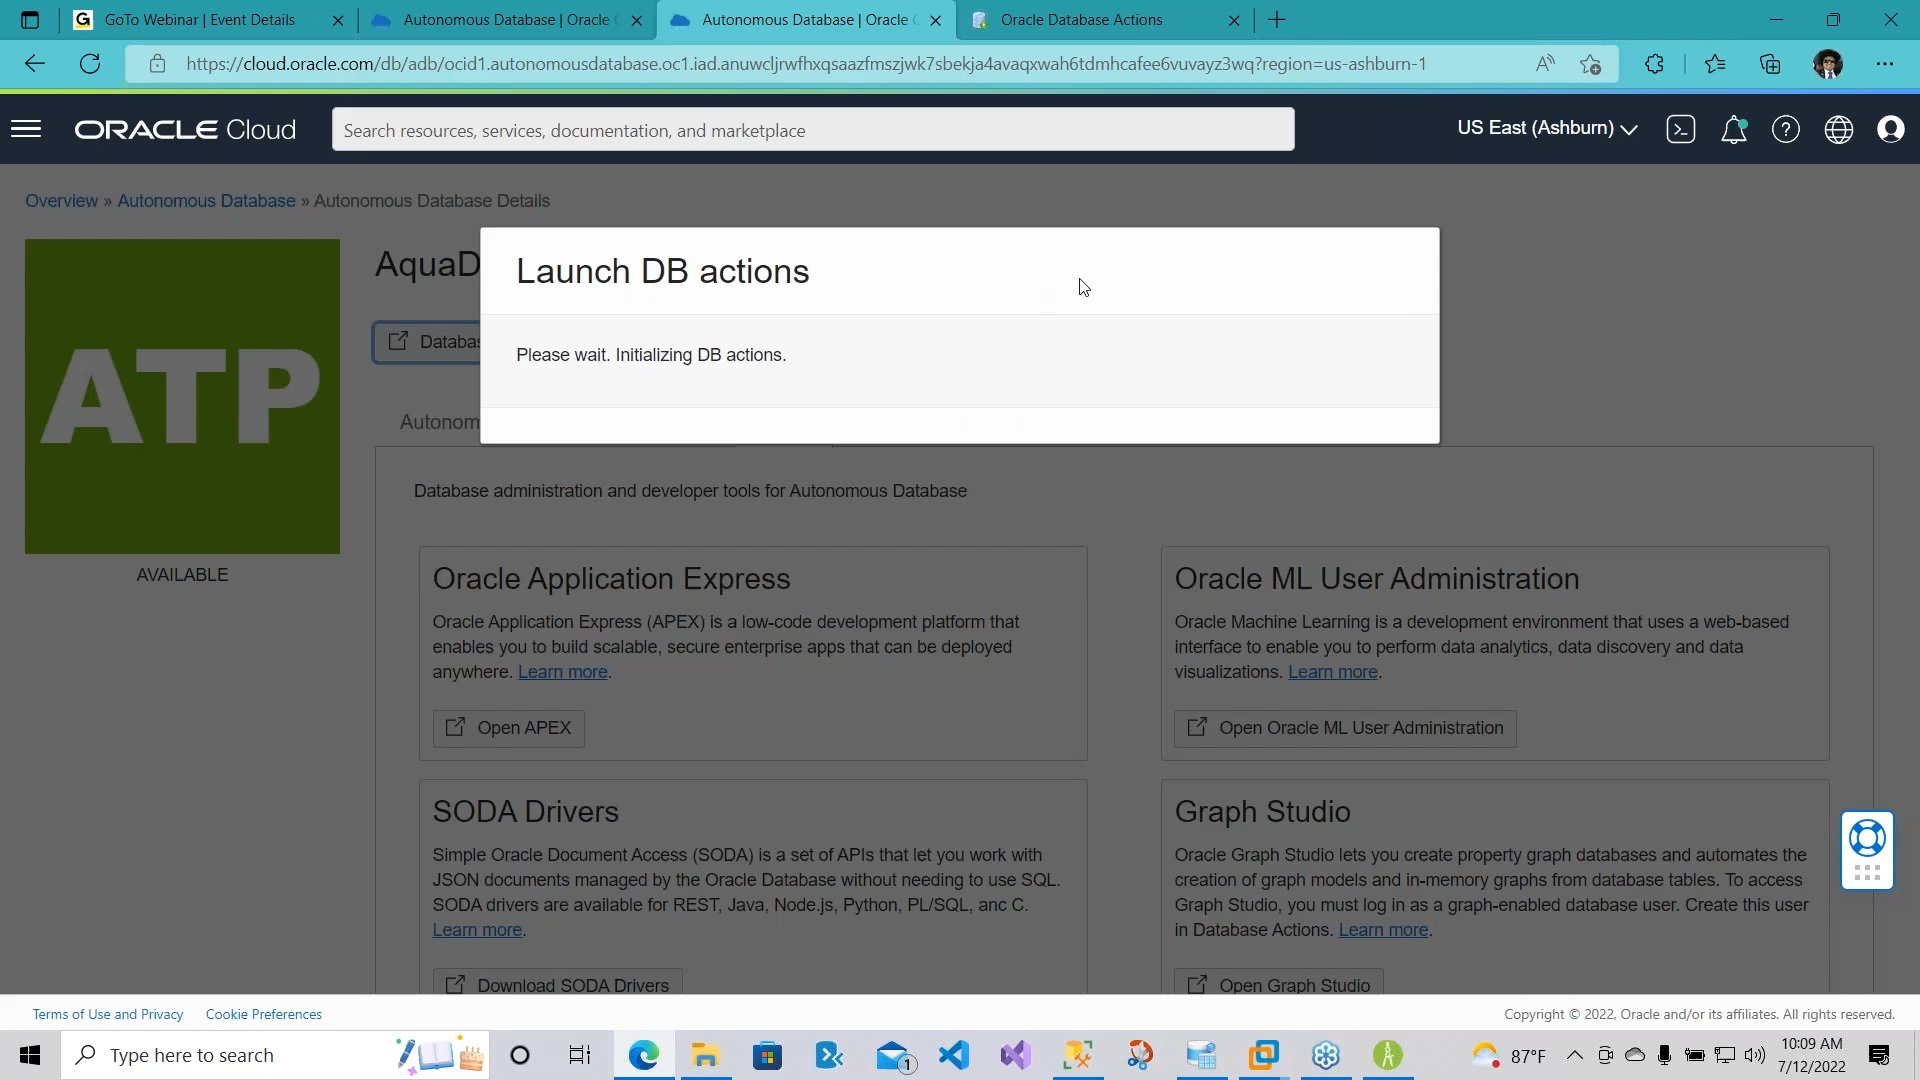 GoTo Webinar | Event Details
Autonomous Database | Oracle
Autonomous Database | Oracle
Oracle Database Actions
https://cloud.oracle.com/db/adb/ocid1.autonomousdatabase.oc1.iad.anuwcljrwfhxqsaazfmszjwk7sbekja4avaqxwah6tdmhcafee6vuvayz3wq?region=us-ashburn-1
ORACLE Cloud
Search resources, services, documentation, and marketplace
US East (Ashburn)
Overview » Autonomous Database » Autonomous Database Details
ATP
AVAILABLE
AquaD
Databas
Launch DB actions
Please wait. Initializing DB actions.
Autonom
Database administration and developer tools for Autonomous Database
Oracle Application Express
Oracle Application Express (APEX) is a low-code development platform that
enables you to build scalable, secure enterprise apps that can be deployed
anywhere. Learn more.
Open APEX
Oracle ML User Administration
Oracle Machine Learning is a development environment that uses a web-based
interface to enable you to perform data analytics, data discovery and data
visualizations. Learn more.
Open Oracle ML User Administration
SODA Drivers
Simple Oracle Document Access (SODA) is a set of APIs that let you work with
JSON documents managed by the Oracle Database without needing to use SQL.
SODA drivers are available for REST, Java, Node.js, Python, PL/SQL, anc C.
Learn more.
Download SODA Drivers
Graph Studio
Oracle Graph Studio lets you create property graph databases and automates the
creation of graph models and in-memory graphs from database tables. To access
Graph Studio, you must log in as a graph-enabled database user. Create this user
in Database Actions. Learn more.
Open Graph Studio
Terms of Use and Privacy
Cookie Preferences
Copyright © 2022, Oracle and/or its affiliates. All rights reserved.
Type here to search
1
87°F
10:09 AM
7/12/2022